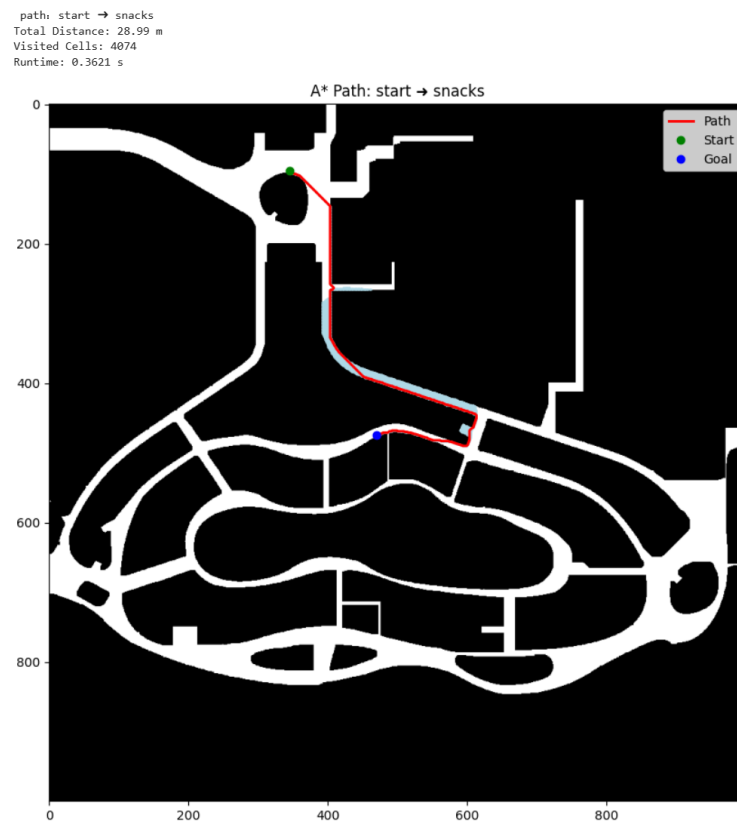 path: start → snacks
Total Distance: 28.99 m
Visited Cells: 4074
Runtime: 0.3621 s
A* Path: start → snacks
Path
Start
Goal
0
200
400
600
800
0
200
400
600
800